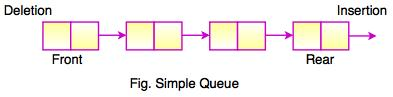 Deletion Insertion
Front Rear
Fig. Simple Queue